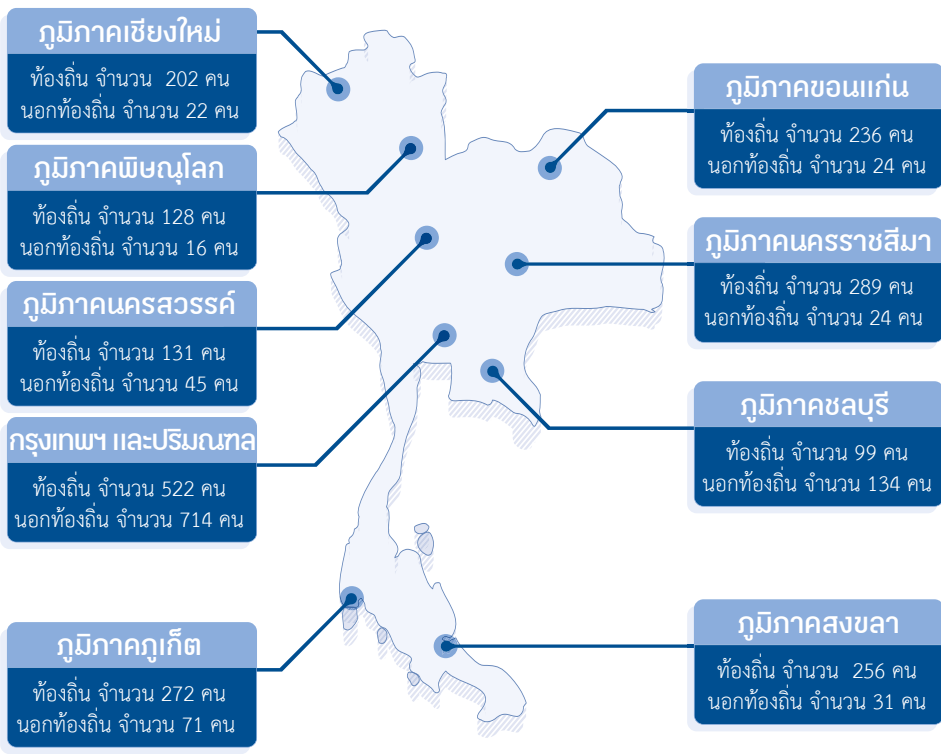 ภูมิภาคเชียงใหม่
ท้องถิ่น จำนวน 202 คน
นอกท้องถิ่น จำนวน 22 คน
ภูมิภาคพิษณุโลก
ท้องถิ่น จำนวน 128 คน
นอกท้องถิ่น จำนวน 16 คน
ภูมิภาคนครสวรรค์
ท้องถิ่น จำนวน 131 คน
นอกท้องถิ่น จำนวน 45 คน
กรุงเทพฯ และปริมณฑล
ท้องถิ่น จำนวน 522 คน
นอกท้องถิ่น จำนวน 714 คน
ภูมิภาคภูเก็ต
ท้องถิ่น จำนวน 272 คน
นอกท้องถิ่น จำนวน 71 คน
ภูมิภาคขอนแก่น
ท้องถิ่น จำนวน 236 คน
นอกท้องถิ่น จำนวน 24 คน
ภูมิภาคนครราชสีมา
ท้องถิ่น จำนวน 289 คน
นอกท้องถิ่น จำนวน 24 คน
ภูมิภาคชลบุรี
ท้องถิ่น จำนวน 99 คน
นอกท้องถิ่น จำนวน 134 คน
ภูมิภาคสงขลา
ท้องถิ่น จำนวน 256 คน
นอกท้องถิ่น จำนวน 31 คน